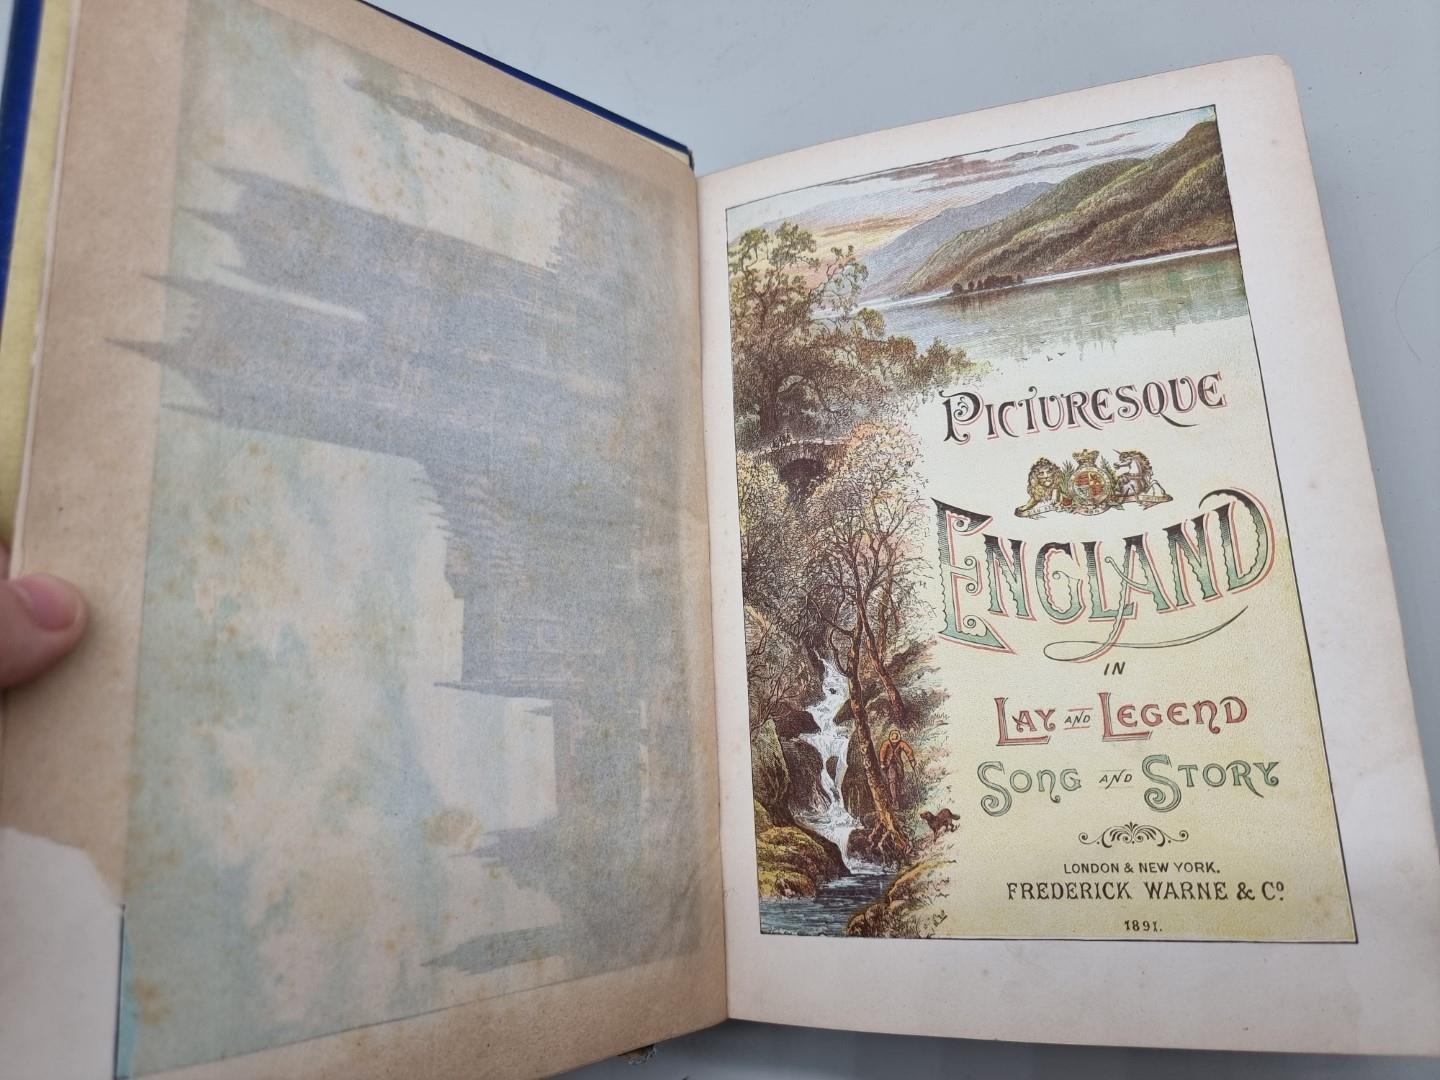 PICTURESQUE
ENGLAND
IN
LAY AND LEGEND
SONG AND STORY
LONDON & NEW YORK.
FREDERICK WARNE & Co.
1891.